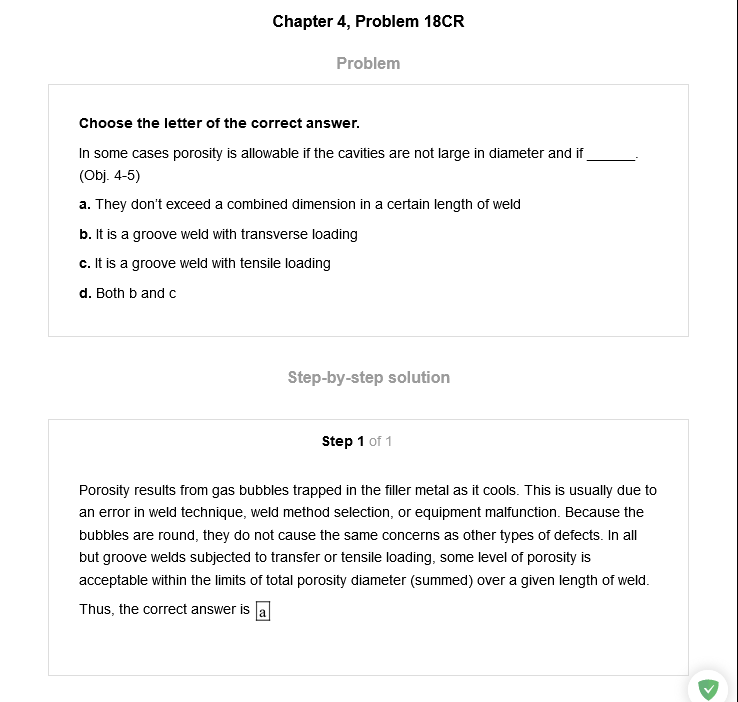 Chapter 4, Problem 18CR
Problem
Choose the letter of the correct answer.
In some cases porosity is allowable if the cavities are not large in diameter and if ______.
(Obj. 4-5)
a. They don't exceed a combined dimension in a certain length of weld
b. It is a groove weld with transverse loading
c. It is a groove weld with tensile loading
d. Both b and c
Step-by-step solution
Step 1 of 1
Porosity results from gas bubbles trapped in the filler metal as it cools. This is usually due to
an error in weld technique, weld method selection, or equipment malfunction. Because the
bubbles are round, they do not cause the same concerns as other types of defects. In all
but groove welds subjected to transfer or tensile loading, some level of porosity is
acceptable within the limits of total porosity diameter (summed) over a given length of weld.
Thus, the correct answer is a